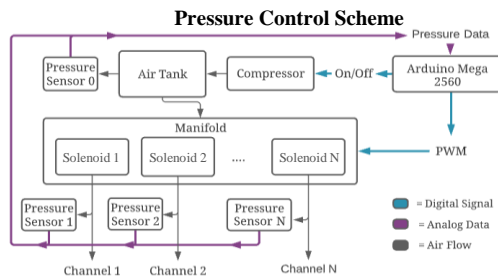 Pressure Control Scheme
Pressure Data
Pressure
Sensor 0
Air Tank
Compressor
On/Off
Arduino Mega
2560
Manifold
Solenoid 1
Solenoid 2
....
Solenoid N
PWM
Pressure
Sensor 1
Pressure
Sensor 2
Pressure
Sensor N
= Digital Signal
= Analog Data
= Air Flow
Channel 1
Channel 2
Channel N